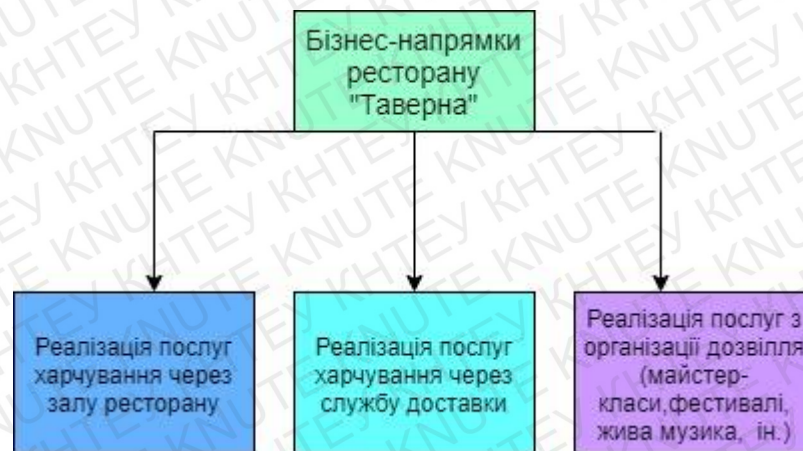 Бізнес-напрямки
ресторану
"Таверна"
Реалізація послуг
харчування через
залу ресторану
Реалізація послуг
харчування через
службу доставки
Реалізація послуг з
організації дозвілля
(майстер-
класи,фестивалі,
жива музика, ін.)